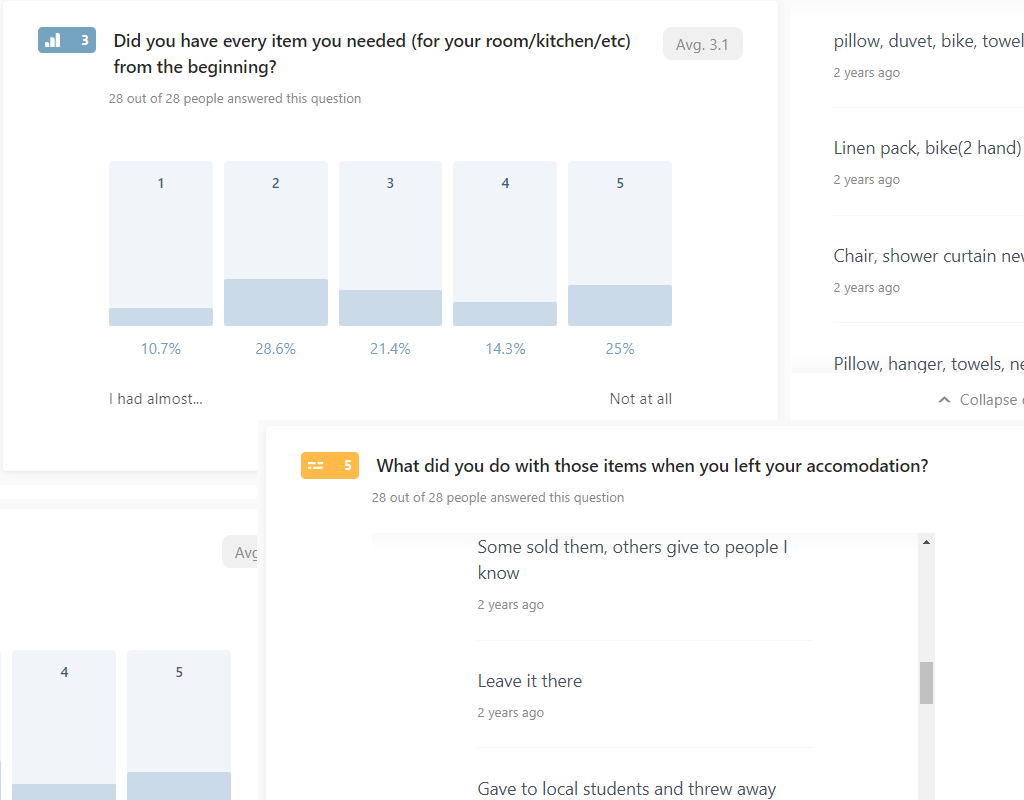 3
Did you have every item you needed (for your room/kitchen/etc)
from the beginning?
Avg. 3.1
28 out of 28 people answered this question
1 2 3 4 5
10.7% 28.6% 21.4% 14.3% 25%
I had almost... Not at all
pillow, duvet, bike, towel
2 years ago
Linen pack, bike(2 hand)
2 years ago
Chair, shower curtain
2 years ago
Pillow, hanger, towels,
Collapse
5
What did you do with those items when you left your accomodation?
28 out of 28 people answered this question
Some sold them, others give to people I
know
2 years ago
Leave it there
2 years ago
Gave to local students and threw away
Avg
4 5